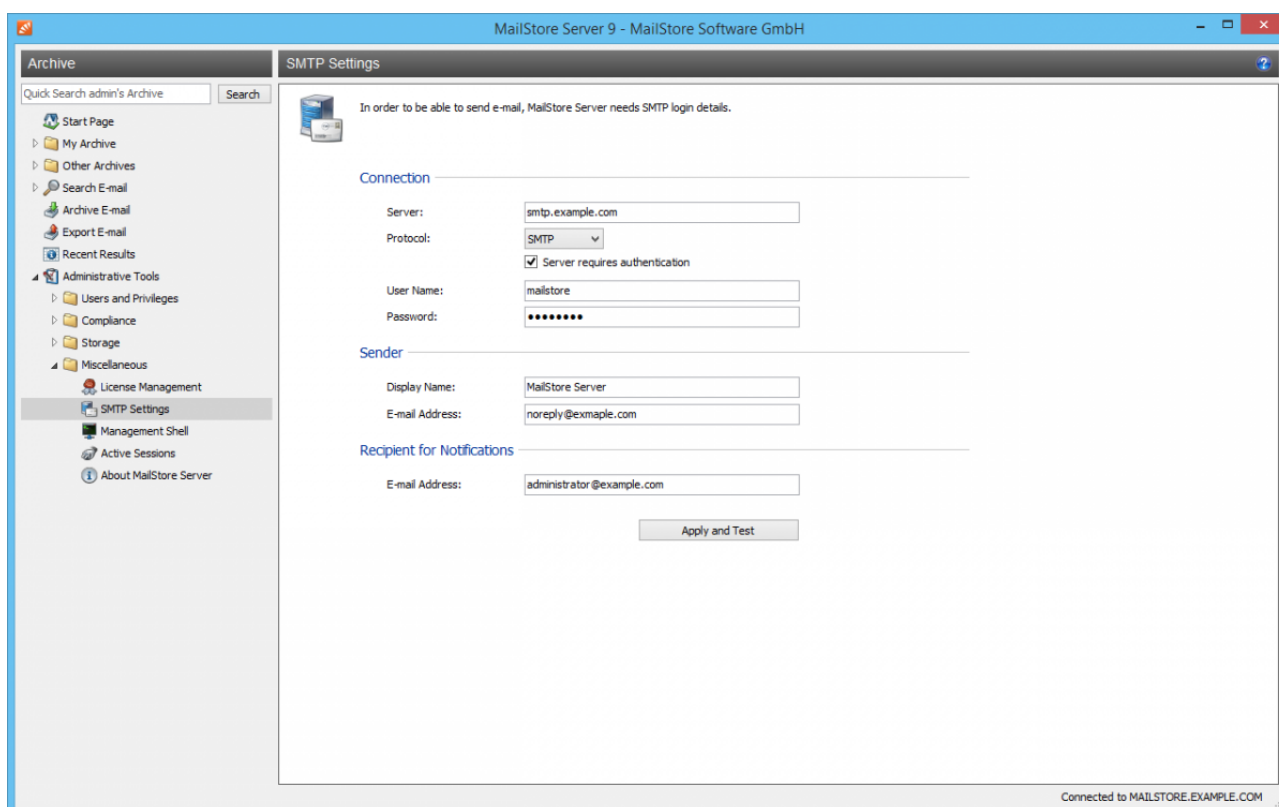 MailStore Server 9 - MailStore Software GmbH
Archive
Quick Search admin's Archive
Search
Start Page
My Archive
Other Archives
Search E-mail
Archive E-mail
Export E-mail
Recent Results
Administrative Tools
Users and Privileges
Compliance
Storage
Miscellaneous
License Management
SMTP Settings
Management Shell
Active Sessions
About MailStore Server
SMTP Settings
In order to be able to send e-mail, MailStore Server needs SMTP login details.
Connection
Server: smtp.example.com
Protocol: SMTP
Server requires authentication
User Name: mailstore
Password: ••••••••
Sender
Display Name: MailStore Server
E-mail Address: noreply@exmaple.com
Recipient for Notifications
E-mail Address: administrator@example.com
Apply and Test
Connected to MAILSTORE.EXAMPLE.COM